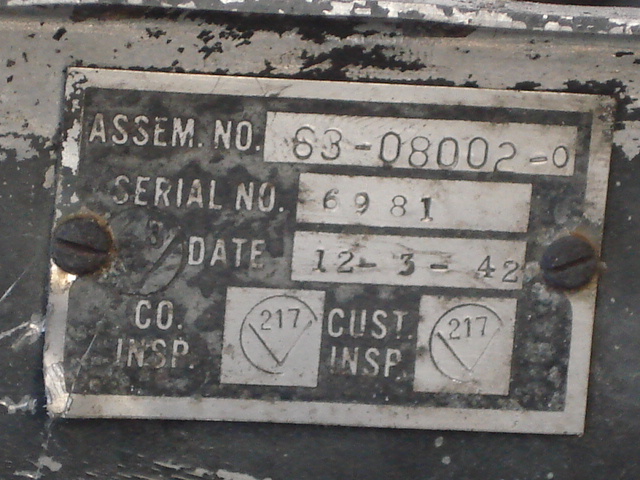 ASSEM. NO. 63-08002-0
SERIAL NO. 6981
DATE 12-3-42
CO. INSP. 217 CUST. INSP. 217